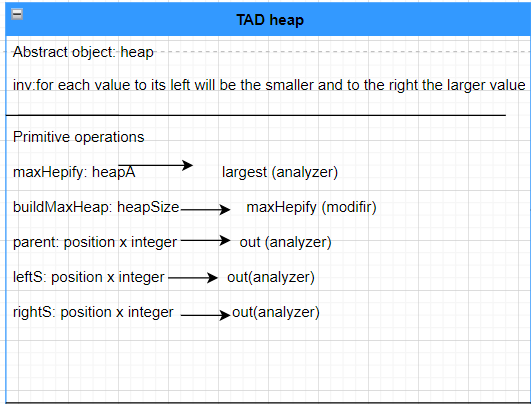 TAD heap
Abstract object: heap
inv:for each value to its left will be the smaller and to the right the larger value
Primitive operations
maxHepify: heapA largest (analyzer)
buildMaxHeap: heapSize maxHepify (modifir)
parent: position x integer out (analyzer)
leftS: position x integer out(analyzer)
rightS: position x integer out(analyzer)